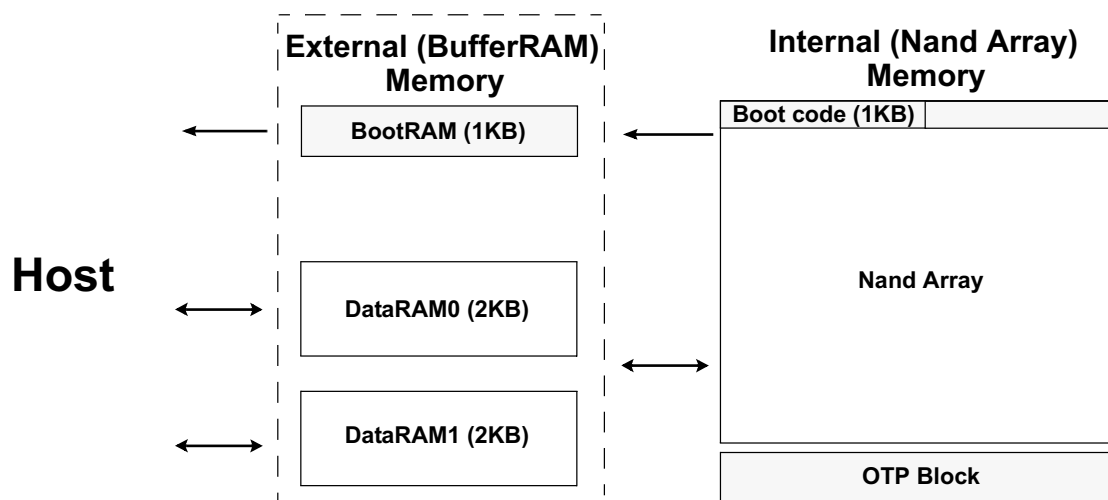 External (BufferRAM)
Memory
Internal (Nand Array)
Memory
BootRAM (1KB)
Boot code (1KB)
Host
DataRAM0 (2KB)
Nand Array
DataRAM1 (2KB)
OTP Block